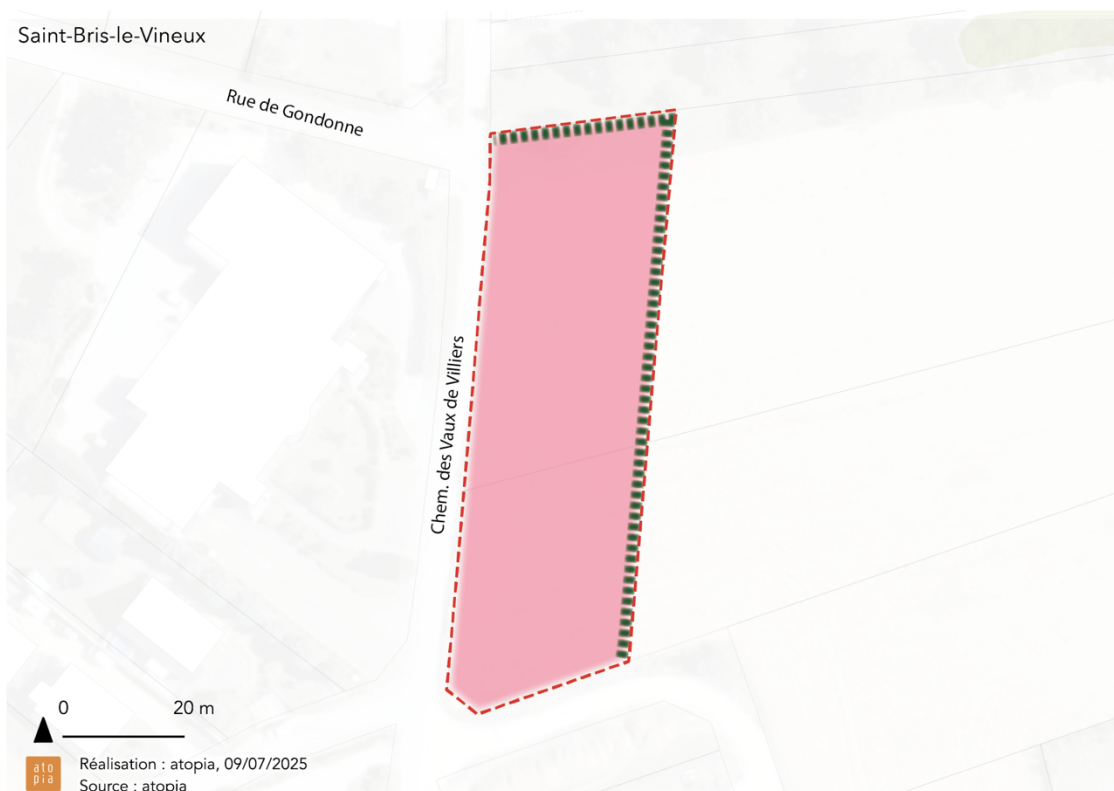 Saint-Bris-le-Vineux
Rue de Gondonne
Chem. des Vaux de Villiers
0 20 m
ato
pia
Réalisation : atopia, 09/07/2025
Source : atopia